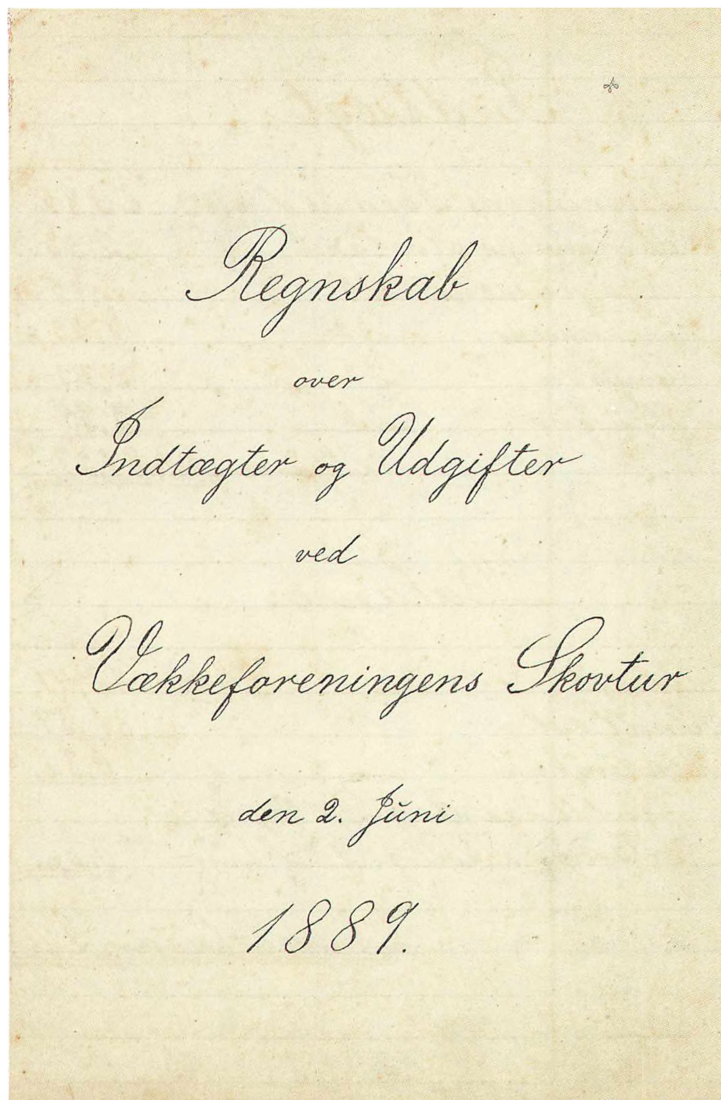 Regnskab
over
Indtægter og Udgifter
ved
Vækkeforeningens Skovtur
den 2. Juni
1889.